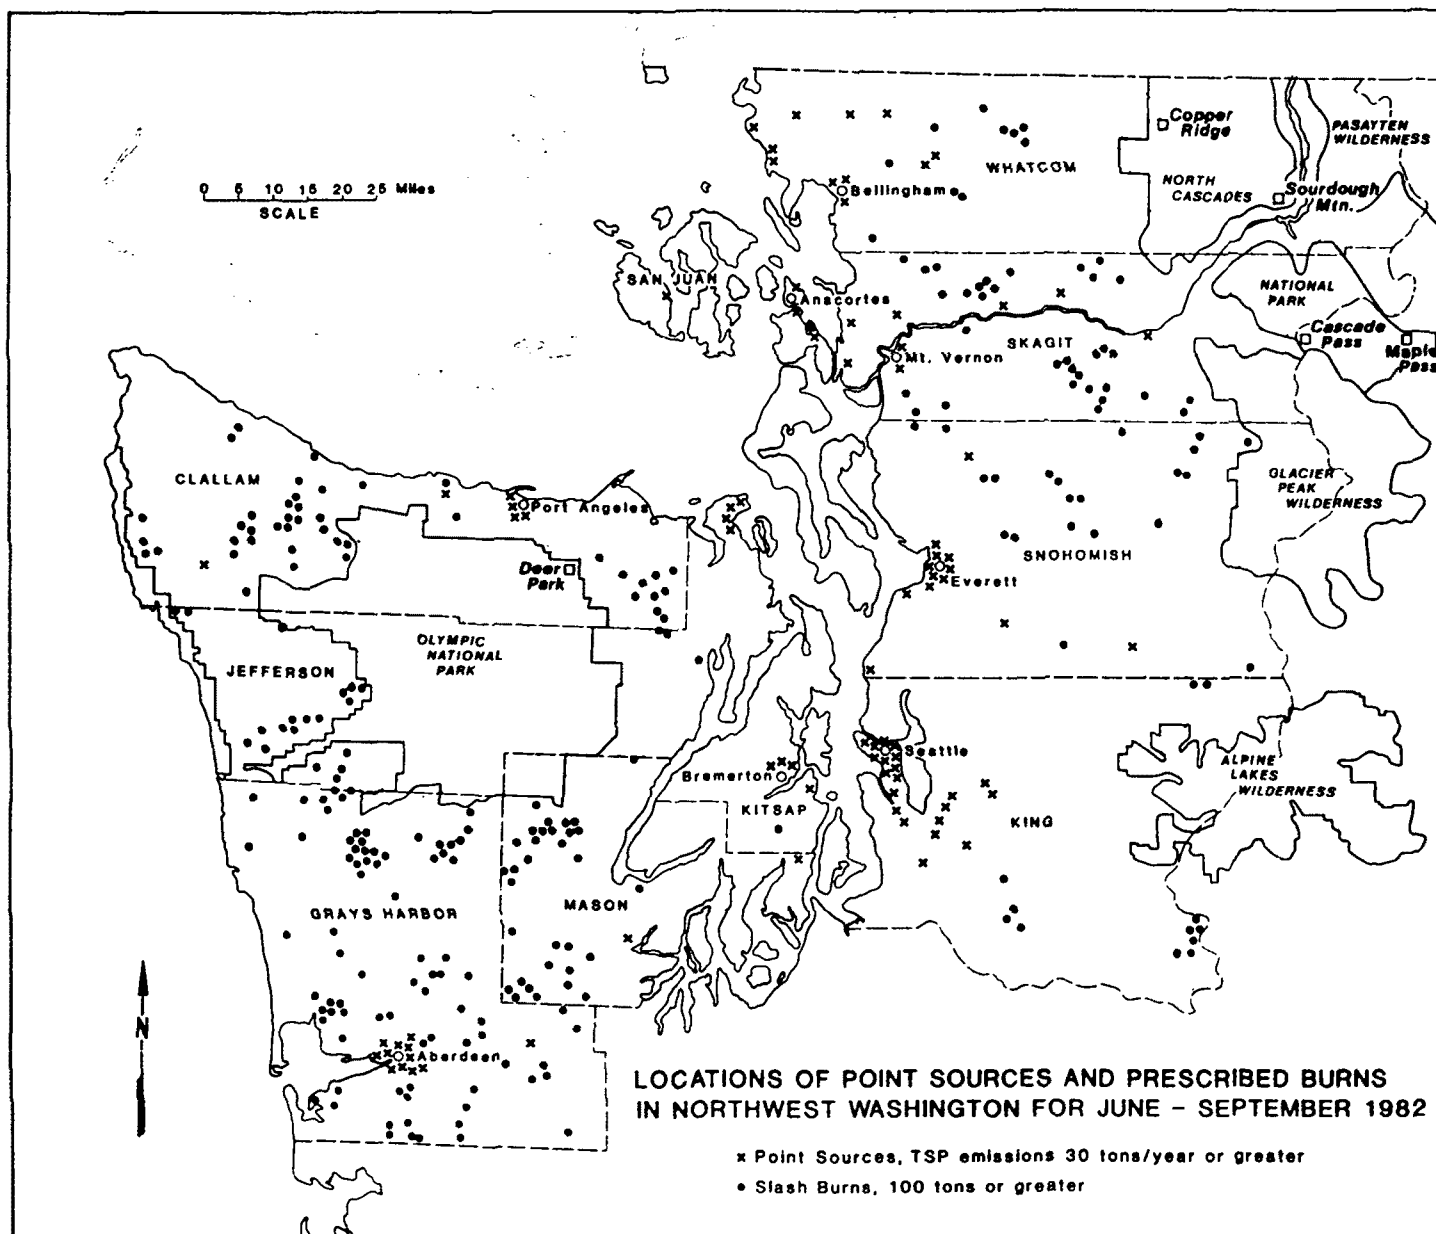 Copper
Ridge
PASAYTEN
WILDERNESS
WHATCOM
NORTH
CASCADES
Sourdough
Mtn.
Bellingham
0 5 10 15 20 25 Miles
SCALE
SAN JUAN
Anacortes
NATIONAL
PARK
Cascade
Pass
Maple
Pass
SKAGIT
Mt. Vernon
CLALLAM
Port Angeles
GLACIER
PEAK
WILDERNESS
SNOHOMISH
Everett
Deer
Park
OLYMPIC
NATIONAL
PARK
JEFFERSON
Seattle
Bremerton
KITSAP
KING
ALPINE
LAKES
WILDERNESS
MASON
GRAYS HARBOR
N
Aberdeen
LOCATIONS OF POINT SOURCES AND PRESCRIBED BURNS
IN NORTHWEST WASHINGTON FOR JUNE - SEPTEMBER 1982
x Point Sources, TSP emissions 30 tons/year or greater
• Slash Burns, 100 tons or greater